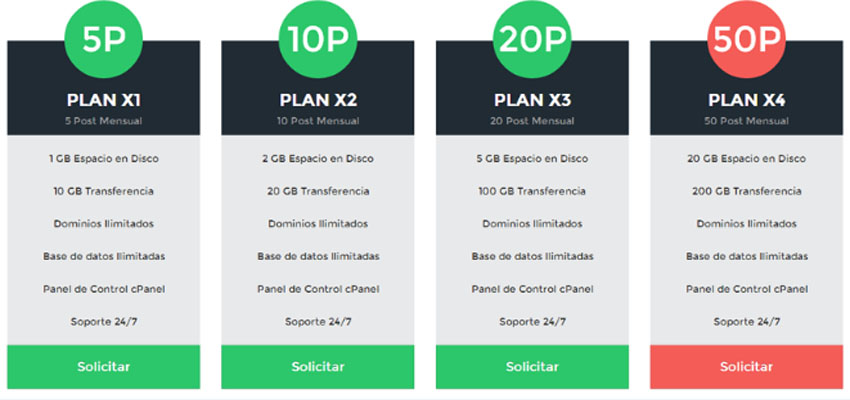 5P
PLAN X1
5 Post Mensual
1 GB Espacio en Disco
10 GB Transferencia
Dominios Ilimitados
Base de datos Ilimitadas
Panel de Control cPanel
Soporte 24/7
Solicitar
10P
PLAN X2
10 Post Mensual
2 GB Espacio en Disco
20 GB Transferencia
Dominios Ilimitados
Base de datos Ilimitadas
Panel de Control cPanel
Soporte 24/7
Solicitar
20P
PLAN X3
20 Post Mensual
5 GB Espacio en Disco
100 GB Transferencia
Dominios Ilimitados
Base de datos Ilimitadas
Panel de Control cPanel
Soporte 24/7
Solicitar
50P
PLAN X4
50 Post Mensual
20 GB Espacio en Disco
200 GB Transferencia
Dominios Ilimitados
Base de datos Ilimitadas
Panel de Control cPanel
Soporte 24/7
Solicitar